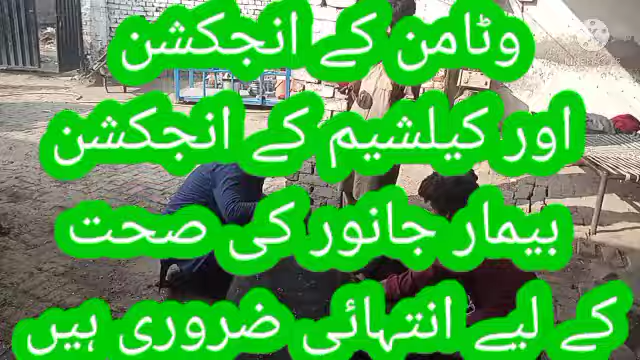 وٹامن کے انجکشن
اور کیلشیم کے انجکشن
بیمار جانور کی صحت
کے لیے انتہائی ضروری ہیں